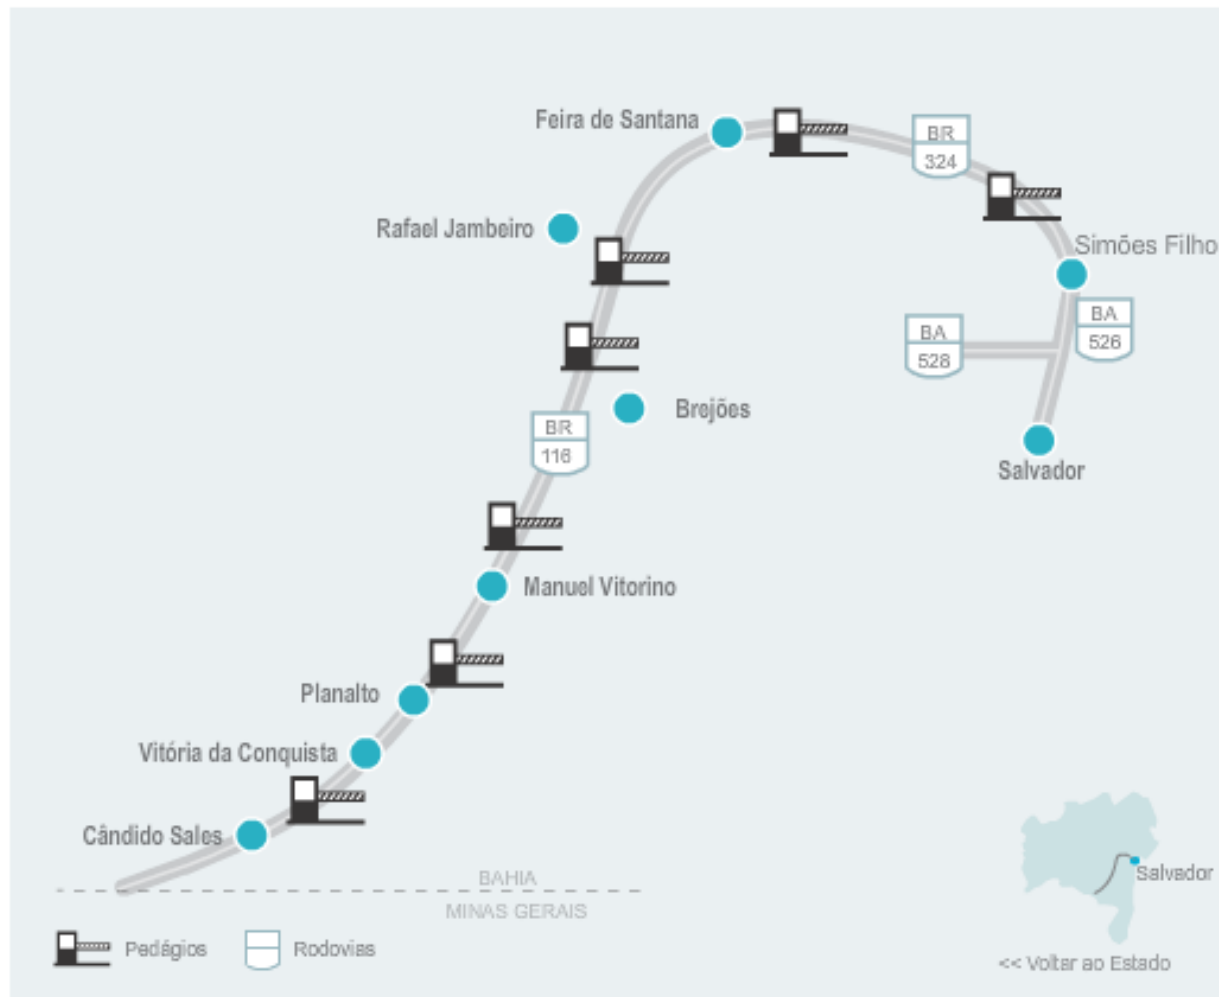 Feira de Santana
BR
324
Rafael Jambeiro
Simões Filho
BA
526
BA
528
Brejões
BR
116
Salvador
Manuel Vitorino
Planalto
Vitória da Conquista
Cândido Sales
BAHIA
MINAS GERAIS
Salvador
Pedágios
Rodovias
<< Voltar ao Estado